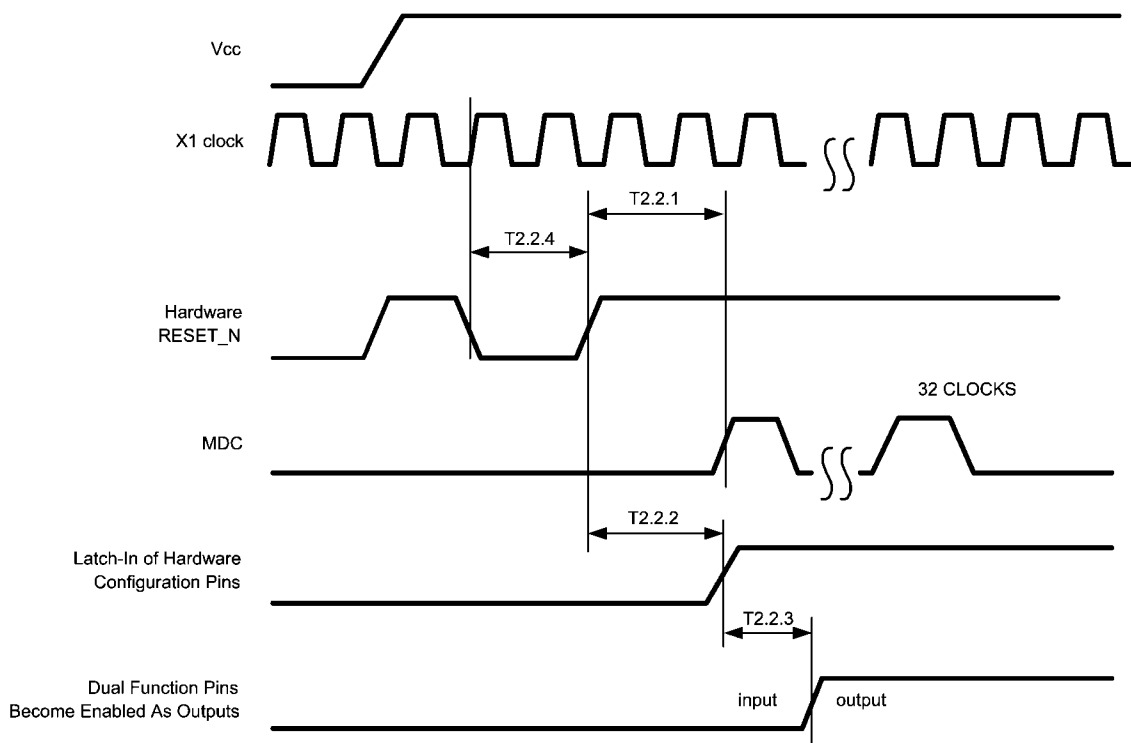 Vcc
X1 clock
T2.2.1
T2.2.4
Hardware
RESET_N
32 CLOCKS
MDC
T2.2.2
Latch-In of Hardware
Configuration Pins
T2.2.3
Dual Function Pins
Become Enabled As Outputs
input
output